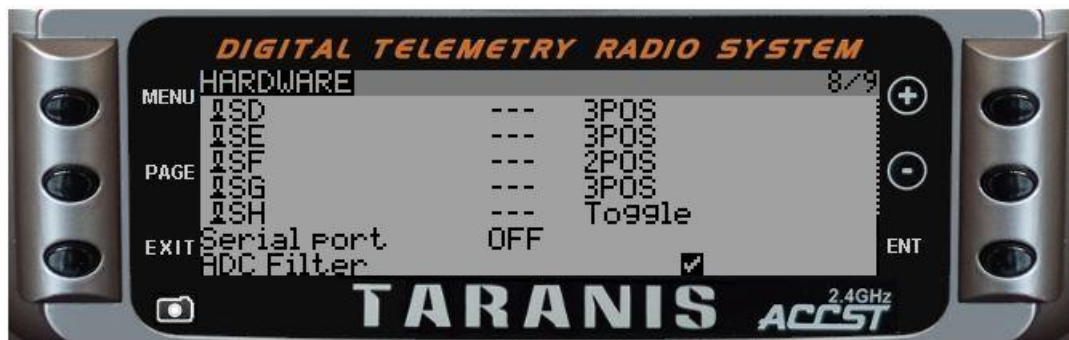 DIGITAL TELEMETRY RADIO SYSTEM
MENU
HARDWARE 8/9
SD --- 3POS
SE --- 3POS
PAGE
SF --- 2POS
SG --- 3POS
SH --- Toggle
EXIT
Serial port OFF
ENT
ADC Filter
TARANIS
2.4GHz
ACCST